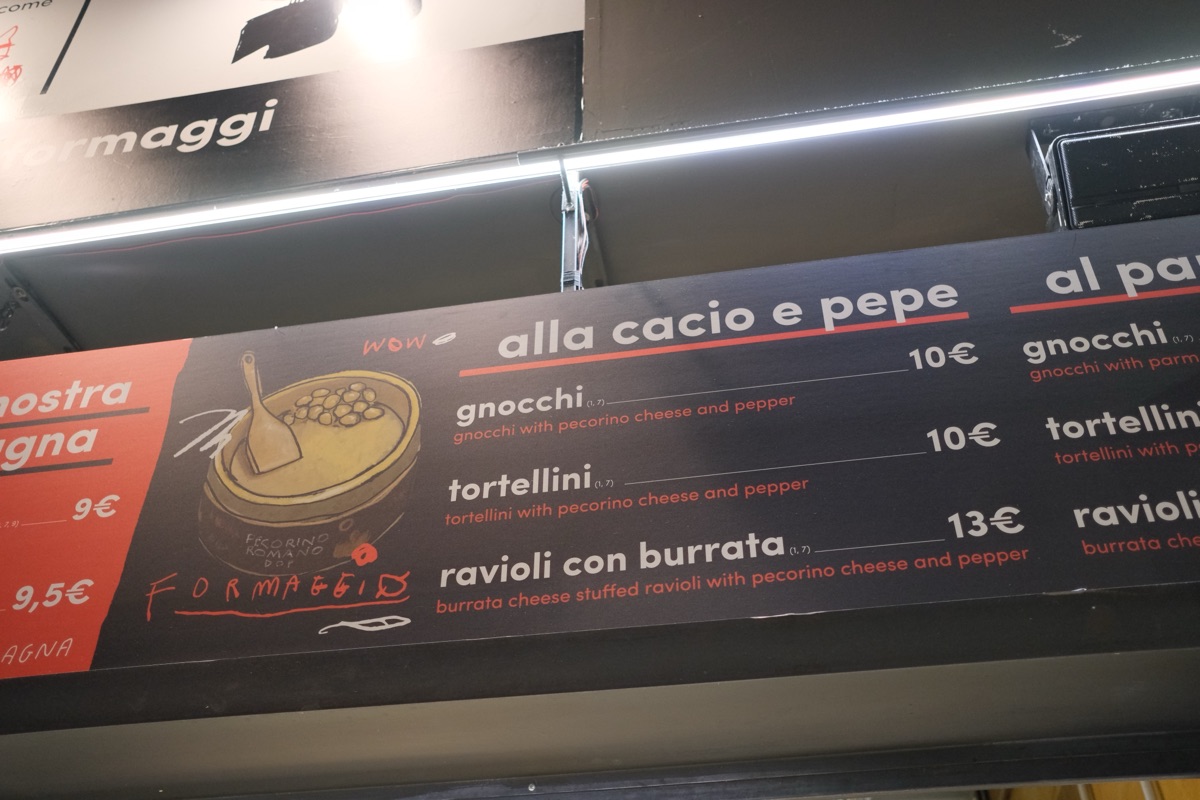 come
formaggi
nostra
9€
9,5€
WOW
PECORINO
ROMANO
DOP
FORMAGGIO
alla cacio e pepe
gnocchi (1, 7) 10€
gnocchi with pecorino cheese and pepper
tortellini (1, 7) 10€
tortellini with pecorino cheese and pepper
ravioli con burrata (1, 7) 13€
burrata cheese stuffed ravioli with pecorino cheese and pepper
al
gnocchi (1, 7)
gnocchi with parm
tortellini
tortellini with p
ravioli
burrata che